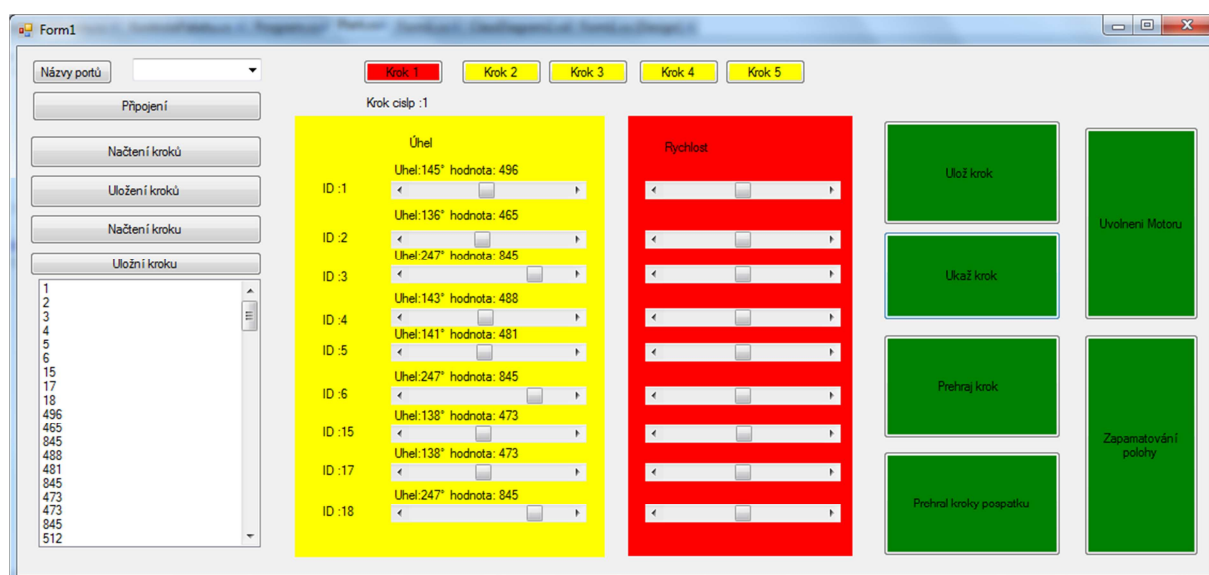 Form1
Názvy portů
Krok 1 Krok 2 Krok 3 Krok 4 Krok 5
Připojení
Krok cislp :1
Načtení kroků
Uložení kroků
Načtení kroku
Uložní kroku
1
2
3
4
5
6
15
17
18
496
465
845
488
481
845
473
473
845
512
Úhel
Uhel:145° hodnota: 496
ID :1
Uhel:136° hodnota: 465
ID :2
Uhel:247° hodnota: 845
ID :3
Uhel:143° hodnota: 488
ID :4
Uhel:141° hodnota: 481
ID :5
Uhel:247° hodnota: 845
ID :6
Uhel:138° hodnota: 473
ID :15
Uhel:138° hodnota: 473
ID :17
Uhel:247° hodnota: 845
ID :18
Rychlost
Ulož krok
Ukaž krok
Prehraj krok
Prehral kroky pospatku
Uvolneni Motoru
Zapamatování
polohy